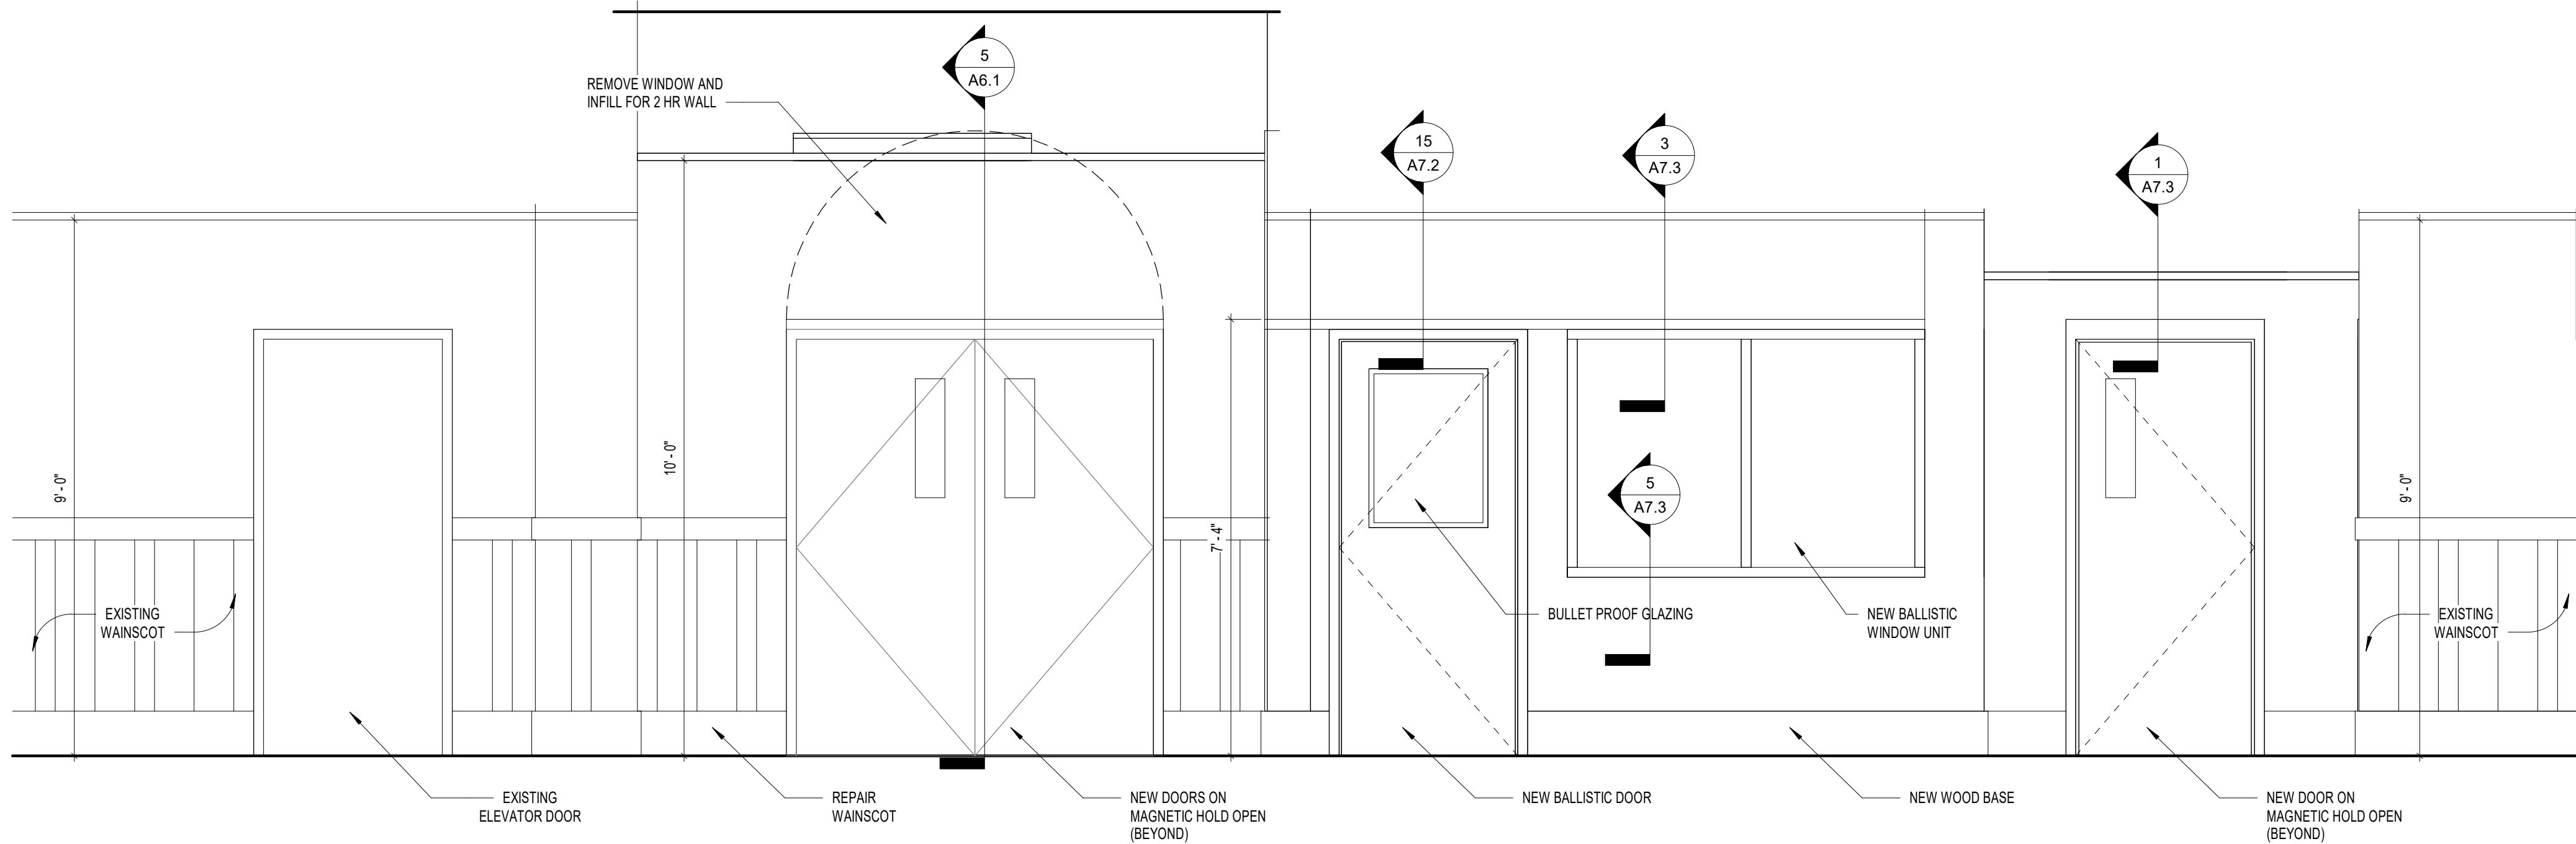 5
A6.1
REMOVE WINDOW AND
INFILL FOR 2 HR WALL
15
A7.2
3
A7.3
1
A7.3
9' - 0"
10' - 0"
7' - 4"
5
A7.3
9' - 0"
EXISTING
WAINSCOT
BULLET PROOF GLAZING
NEW BALLISTIC
WINDOW UNIT
EXISTING
WAINSCOT
EXISTING
ELEVATOR DOOR
REPAIR
WAINSCOT
NEW DOORS ON
MAGNETIC HOLD OPEN
(BEYOND)
NEW BALLISTIC DOOR
NEW WOOD BASE
NEW DOOR ON
MAGNETIC HOLD OPEN
(BEYOND)